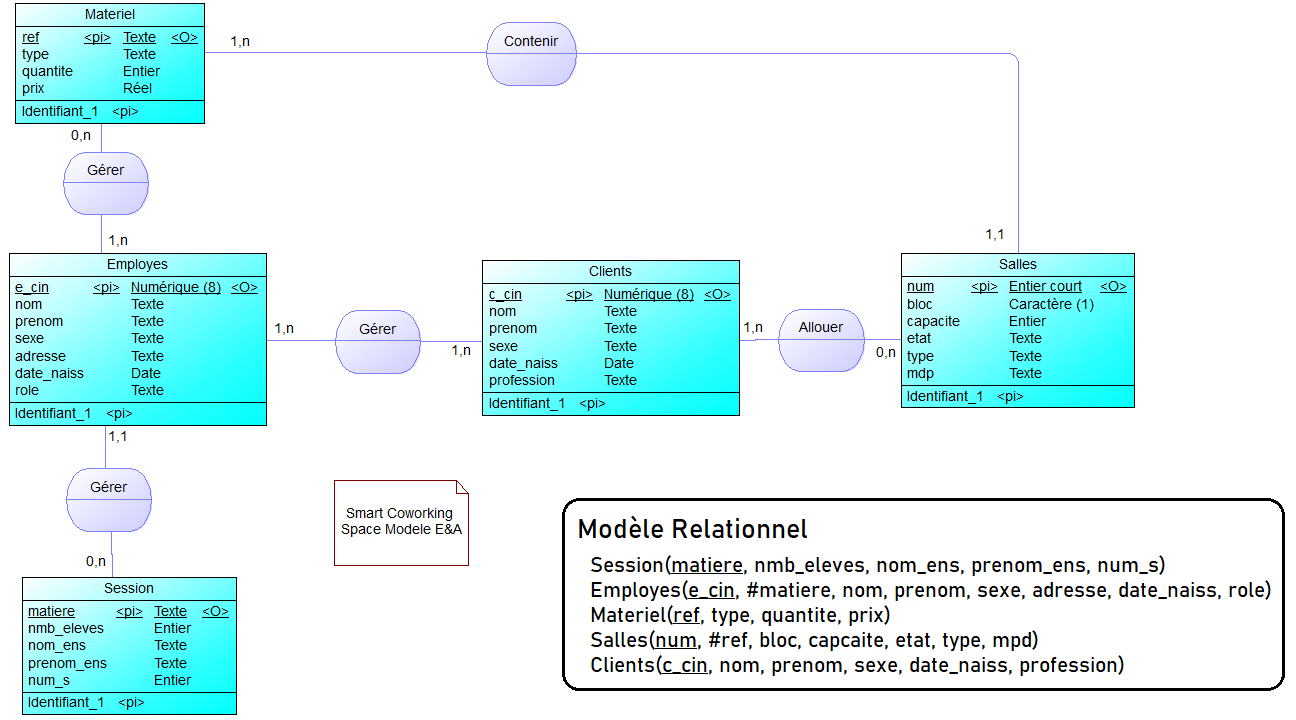 Materiel
ref <pi> Texte <O>
type Texte
quantite Entier
prix Réel
Identifiant_1 <pi>
1,n
Contenir
0,n
Gérer
1,n
1,1
Employes
e_cin <pi> Numérique (8) <O>
nom Texte
prenom Texte
sexe Texte
adresse Texte
date_naiss Date
role Texte
Identifiant_1 <pi>
1,n
Gérer
1,n
Clients
c_cin <pi> Numérique (8) <O>
nom Texte
prenom Texte
sexe Texte
date_naiss Date
profession Texte
Identifiant_1 <pi>
1,n
Allouer
0,n
Salles
num <pi> Entier court <O>
bloc Caractère (1)
capacite Entier
etat Texte
type Texte
mdp Texte
Identifiant_1 <pi>
1,1
Gérer
0,n
Session
matiere <pi> Texte <O>
nmb_eleves Entier
nom_ens Texte
prenom_ens Texte
num_s Entier
Identifiant_1 <pi>
Smart Coworking
Space Modele E&A
Modèle Relationnel
Session(matiere, nmb_eleves, nom_ens, prenom_ens, num_s)
Employes(e_cin, #matiere, nom, prenom, sexe, adresse, date_naiss, role)
Materiel(ref, type, quantite, prix)
Salles(num, #ref, bloc, capcaite, etat, type, mpd)
Clients(c_cin, nom, prenom, sexe, date_naiss, profession)